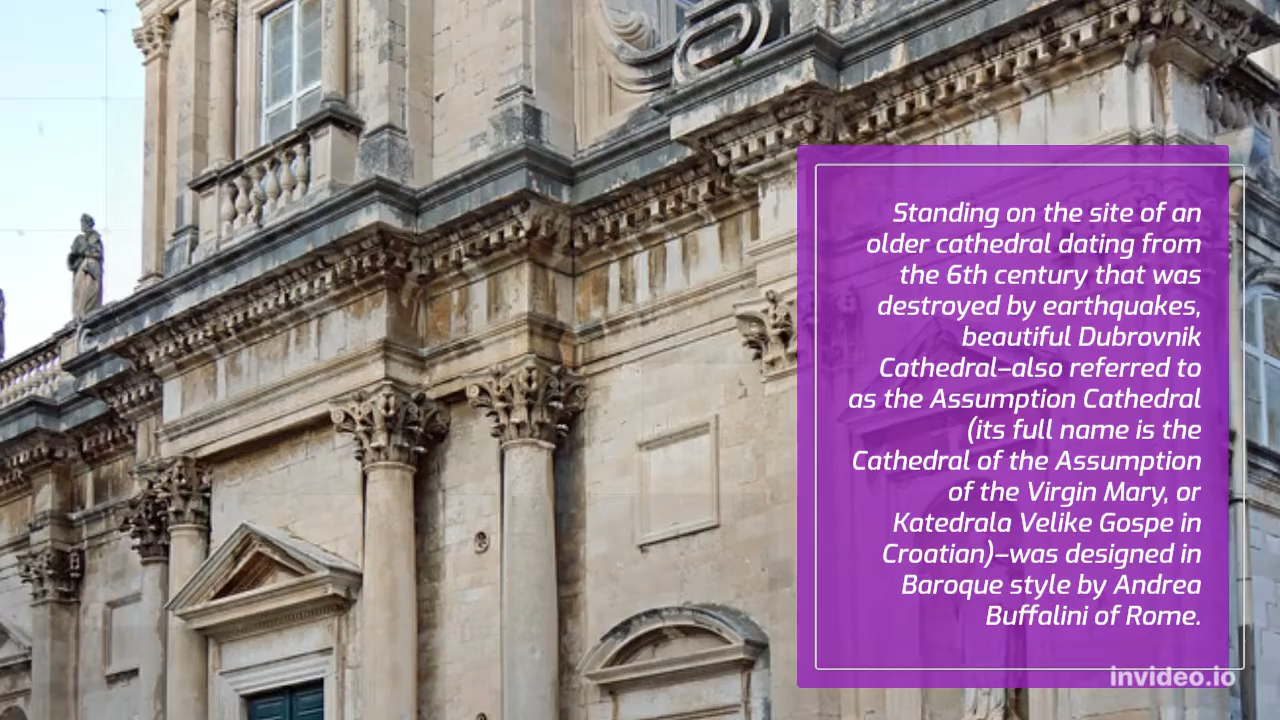 Standing on the site of an
older cathedral dating from
the 6th century that was
destroyed by earthquakes,
beautiful Dubrovnik
Cathedral–also referred to
as the Assumption Cathedral
(its full name is the
Cathedral of the Assumption
of the Virgin Mary, or
Katedrala Velike Gospe in
Croatian)–was designed in
Baroque style by Andrea
Buffalini of Rome.
invideo.io